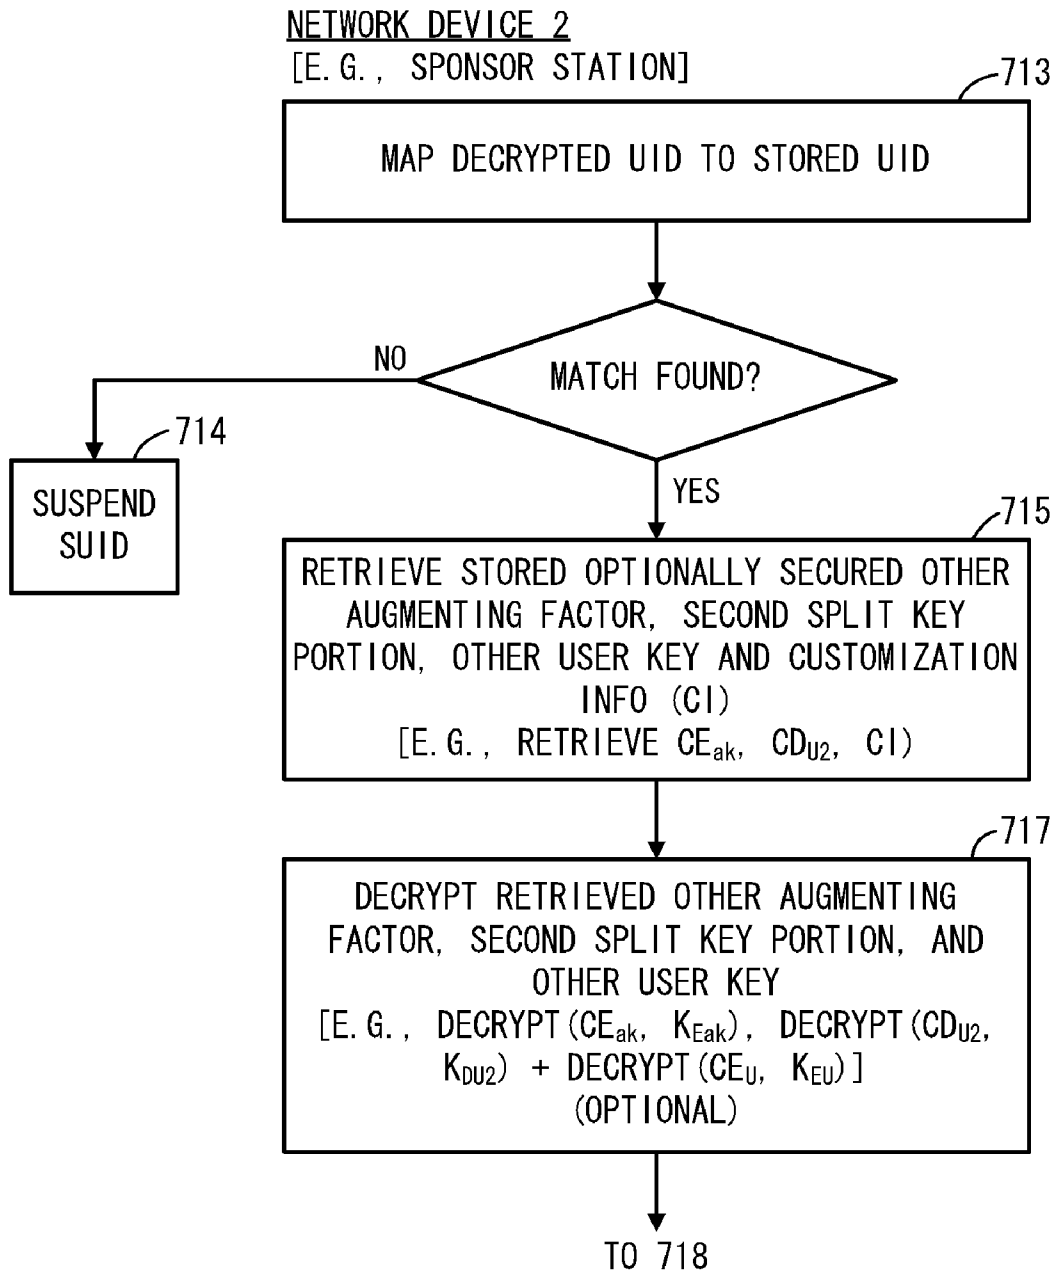 NETWORK DEVICE 2
[E.G., SPONSOR STATION]
713
MAP DECRYPTED UID TO STORED UID
NO
MATCH FOUND?
714
SUSPEND
SUID
YES
715
RETRIEVE STORED OPTIONALLY SECURED OTHER
AUGMENTING FACTOR, SECOND SPLIT KEY
PORTION, OTHER USER KEY AND CUSTOMIZATION
INFO (CI)
[E.G., RETRIEVE CEak, CDU2, CI)
717
DECRYPT RETRIEVED OTHER AUGMENTING
FACTOR, SECOND SPLIT KEY PORTION, AND
OTHER USER KEY
[E.G., DECRYPT(CEak, KEak), DECRYPT(CDU2,
KDU2) + DECRYPT(CEU, KEU)]
(OPTIONAL)
TO 718